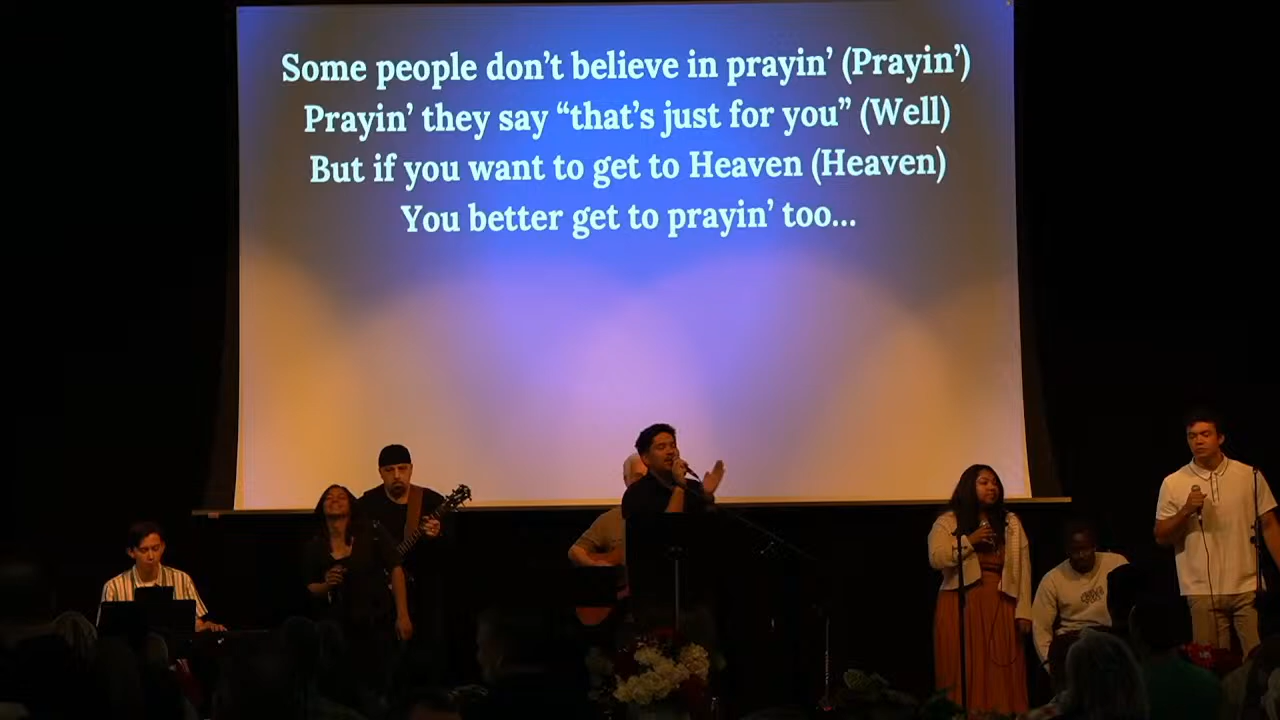 Some people don’t believe in prayin’ (Prayin’)
Prayin’ they say “that’s just for you” (Well)
But if you want to get to Heaven (Heaven)
You better get to prayin’ too...